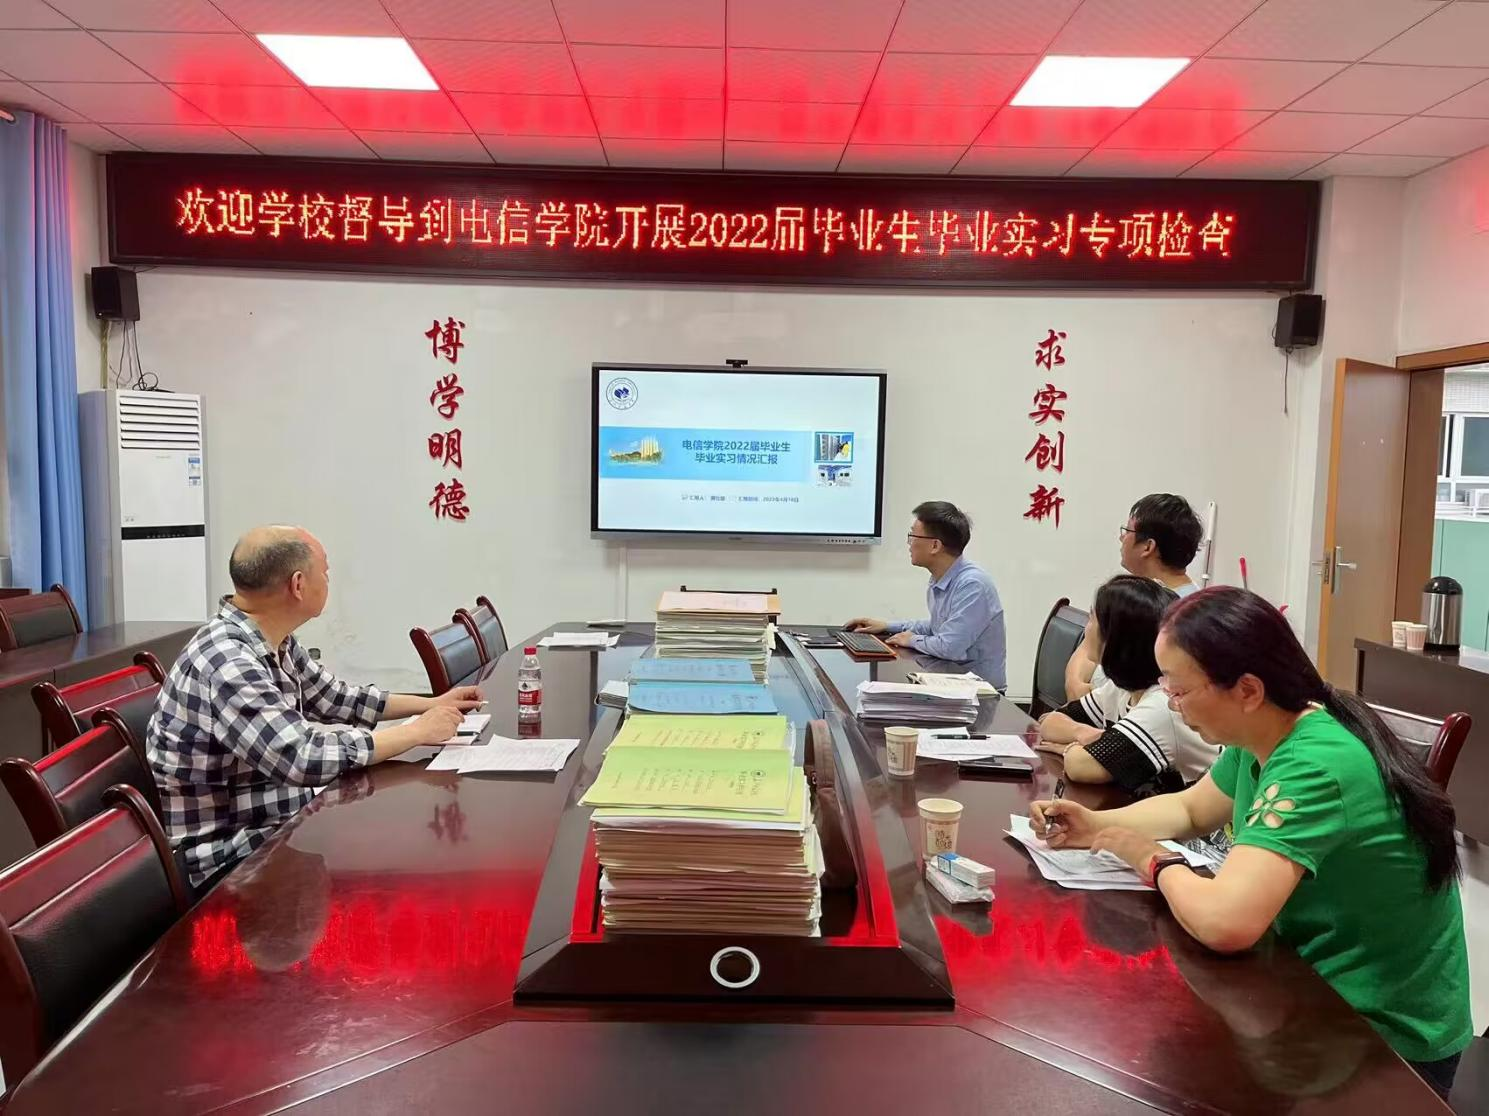 欢迎学校督导到电信学院开展2022届毕业生毕业实习专项检查
博学明德
求实创新
电信学院2022届毕业生
毕业实习情况汇报